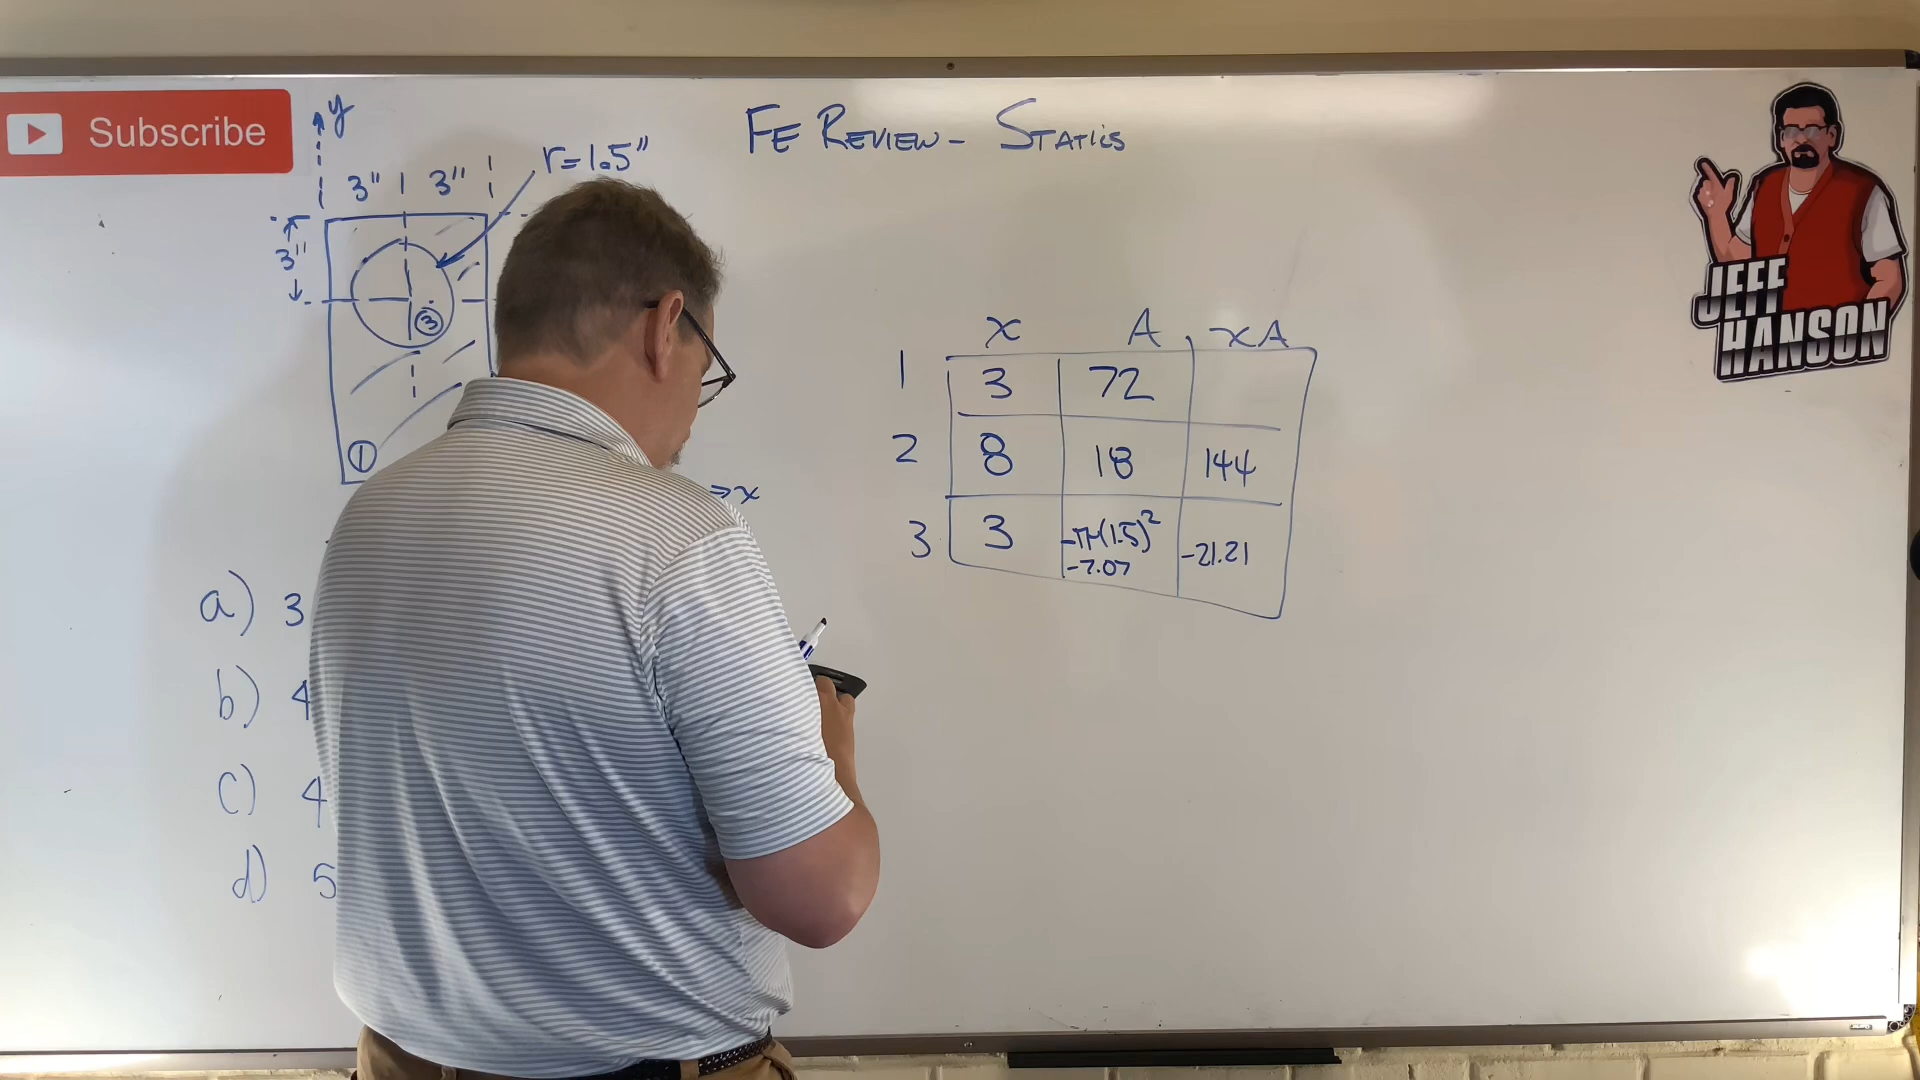 Subscribe
y
FE REVIEW - STATICS
r=1.5"
3" 3"
3"
3
1
x
x A xA
1 3 72
2 8 18 144
3 3 -π(1.5)² -21.21
-7.07
a) 3
b) 4
c) 4
d) 5
JEFF
HANSON